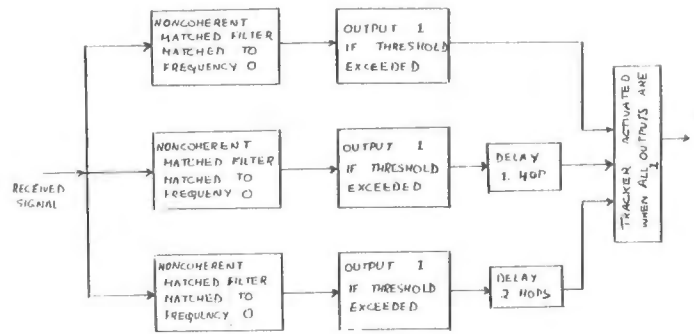 NONCOHERENT
MATCHED FILTER
MATCHED TO
FREQUENCY 0
OUTPUT 1
IF THRESHOLD
EXCEEDED
NONCOHERENT
MATCHED FILTER
MATCHED TO
FREQUENY 0
OUTPUT 1
IF THRESHOLD
EXCEEDED
DELAY
1 HOP
RECEIVED
SIGNAL
TRACKER ACTIVATED
WHEN ALL OUTPUTS ARE
1
NONCOHERENT
MATCHED FILTER
MATCHED TO
FREQUENCY 0
OUTPUT 1
IF THRESHOLD
EXCEEDED
DELAY
2 HOPS